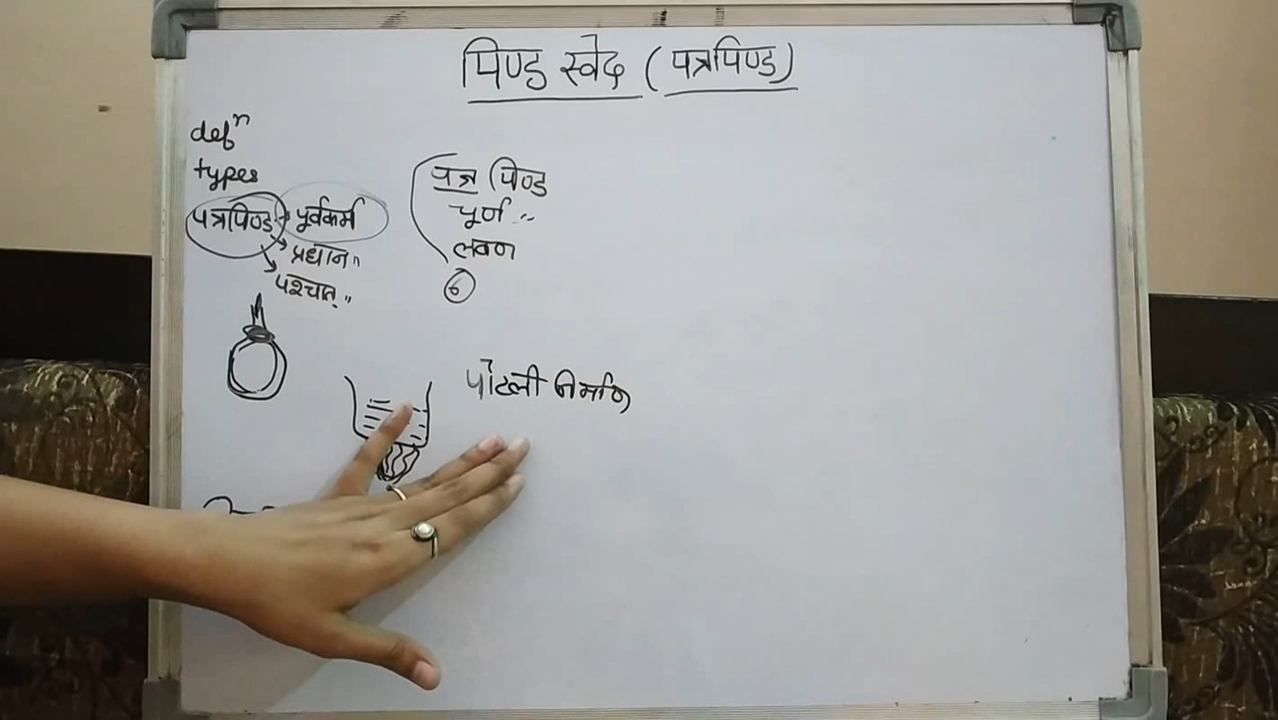 पिण्ड स्वेद (पत्रपिण्ड)
defⁿ
types
पत्रपिण्ड → पूर्वकर्म
→ प्रधान "
→ पश्चात् "
पत्र पिण्ड
चूर्ण "
लवण
6
पोटली निर्माण